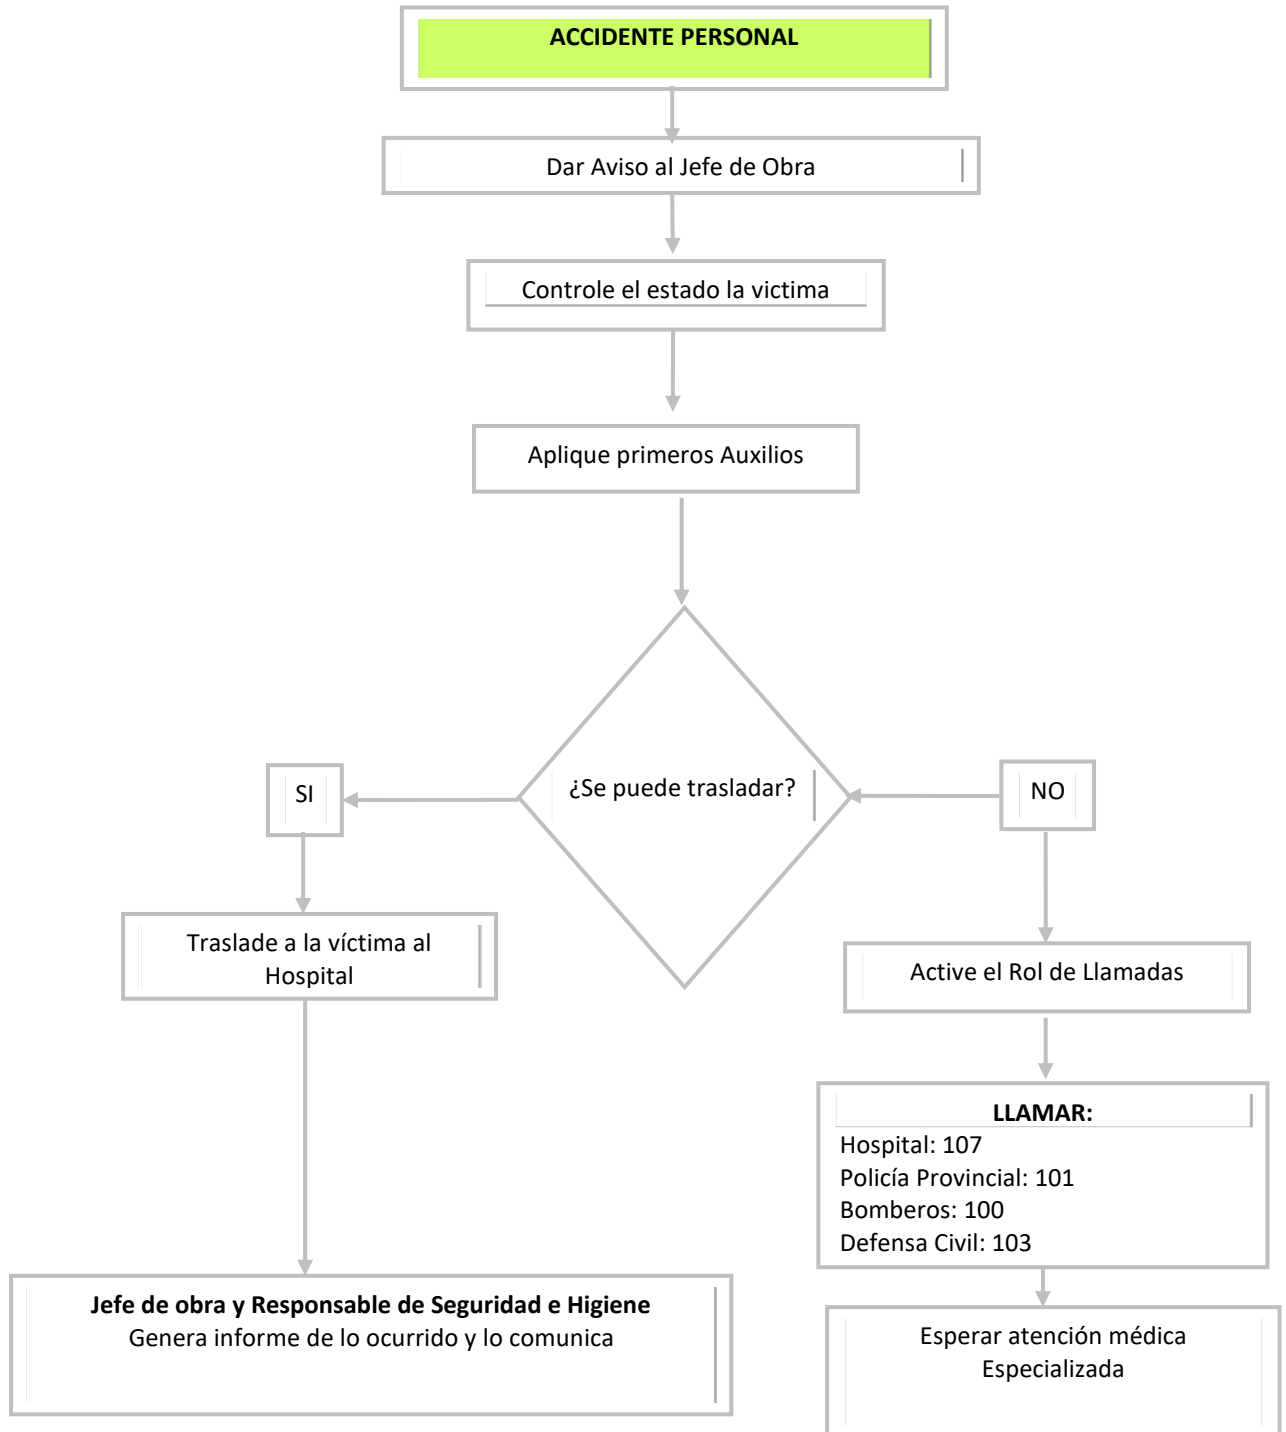 ACCIDENTE PERSONAL
Dar Aviso al Jefe de Obra
Controle el estado la victima
Aplique primeros Auxilios
¿Se puede trasladar?
SI
NO
Traslade a la víctima al
Hospital
Active el Rol de Llamadas
LLAMAR:
Hospital: 107
Policía Provincial: 101
Bomberos: 100
Defensa Civil: 103
Jefe de obra y Responsable de Seguridad e Higiene
Genera informe de lo ocurrido y lo comunica
Esperar atención médica
Especializada